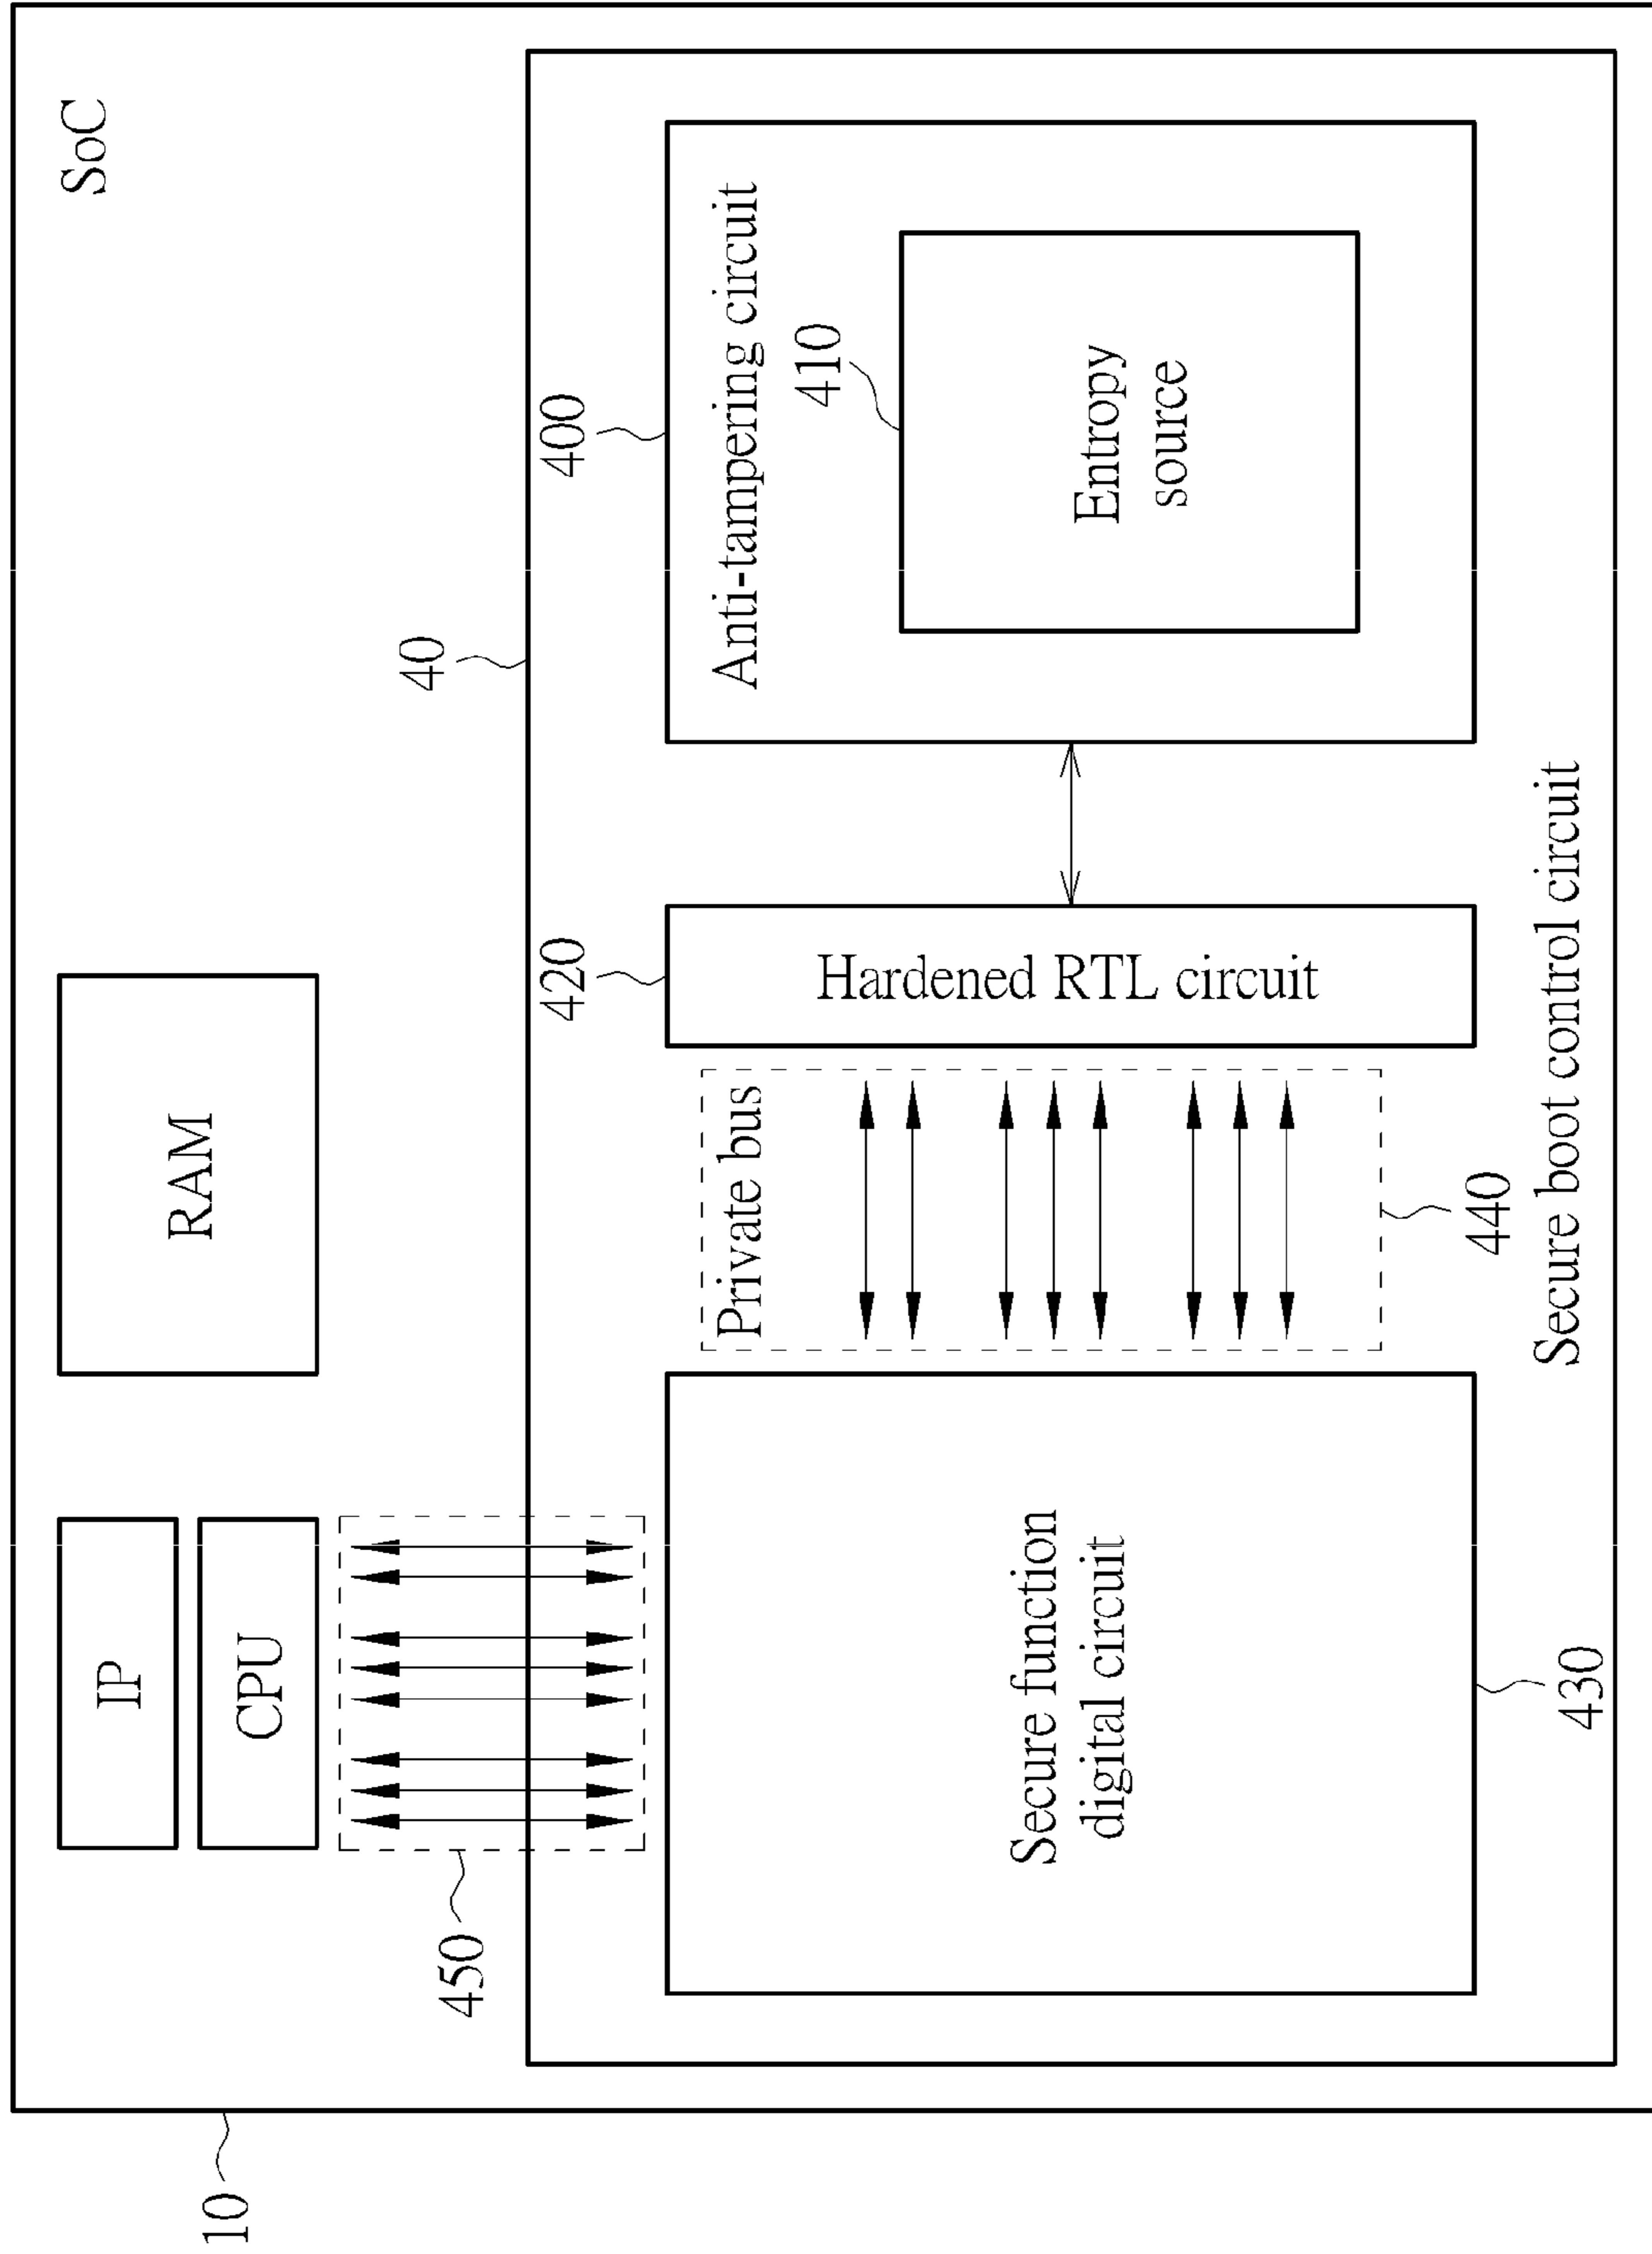 10
SoC
IP
CPU
RAM
450
40
400
420
Anti-tampering circuit
410
Entropy
source
Hardened RTL circuit
Private bus
440
Secure function
digital circuit
430
Secure boot control circuit